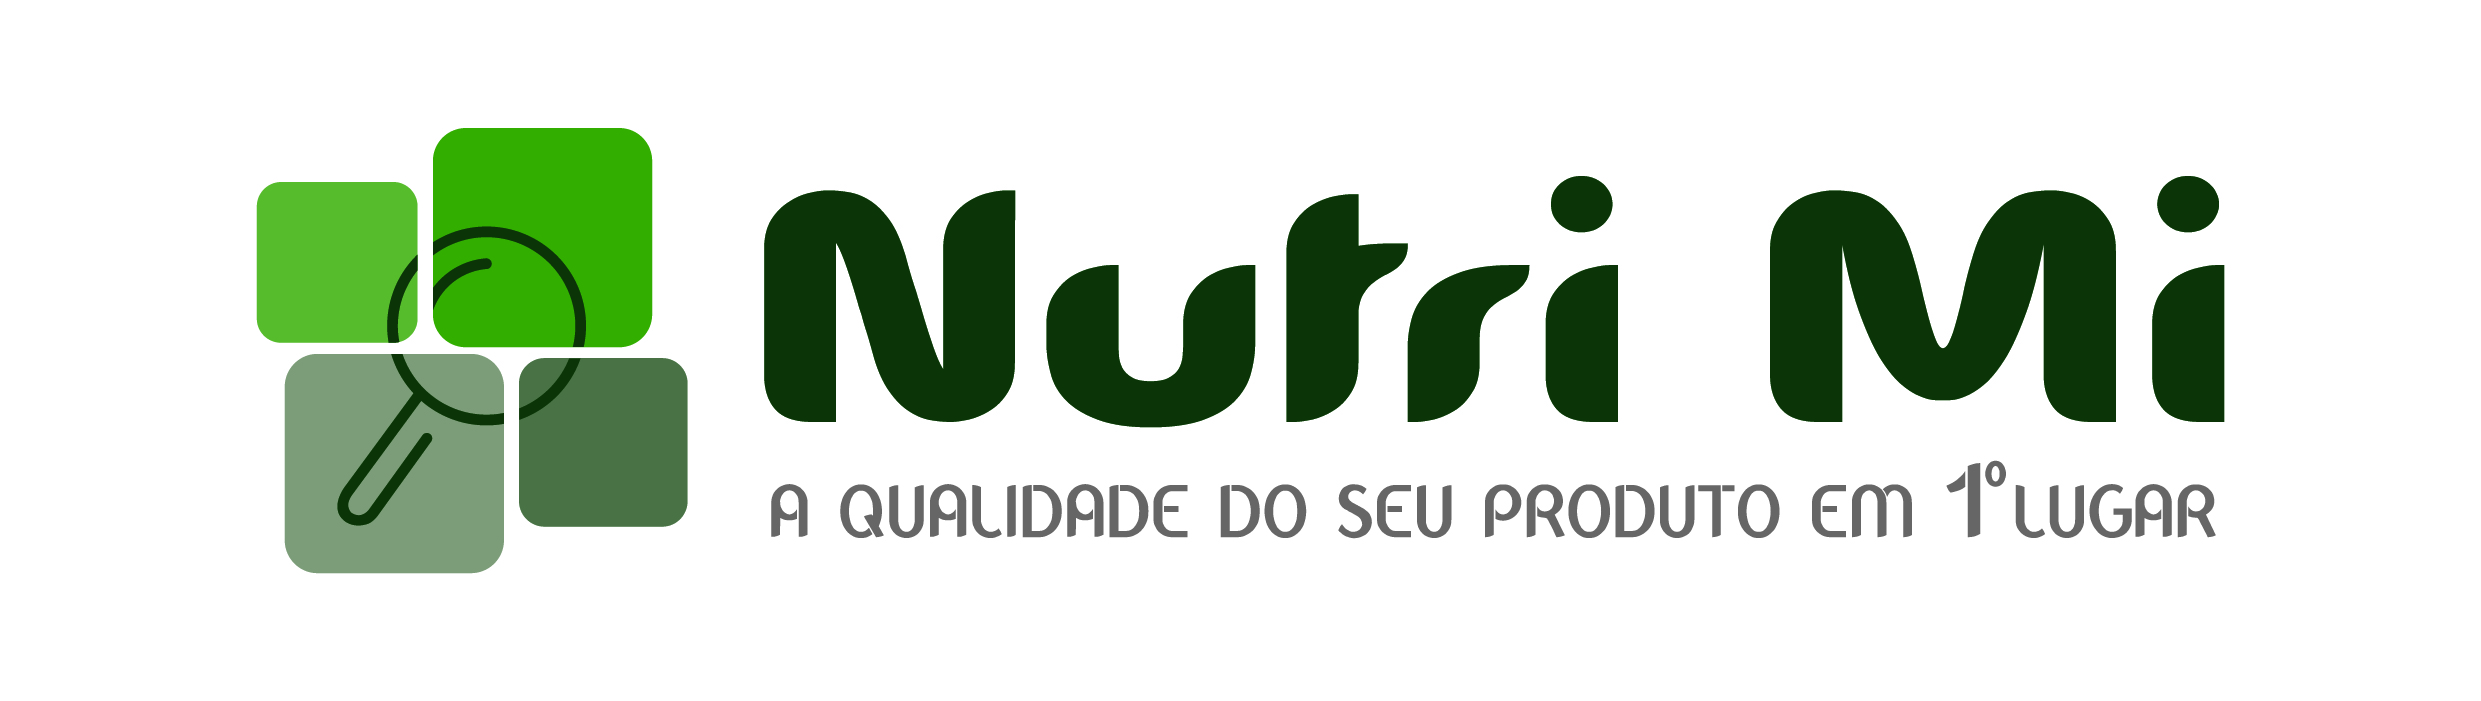 Nutri Mi
A QUALIDADE DO SEU PRODUTO EM 1º LUGAR